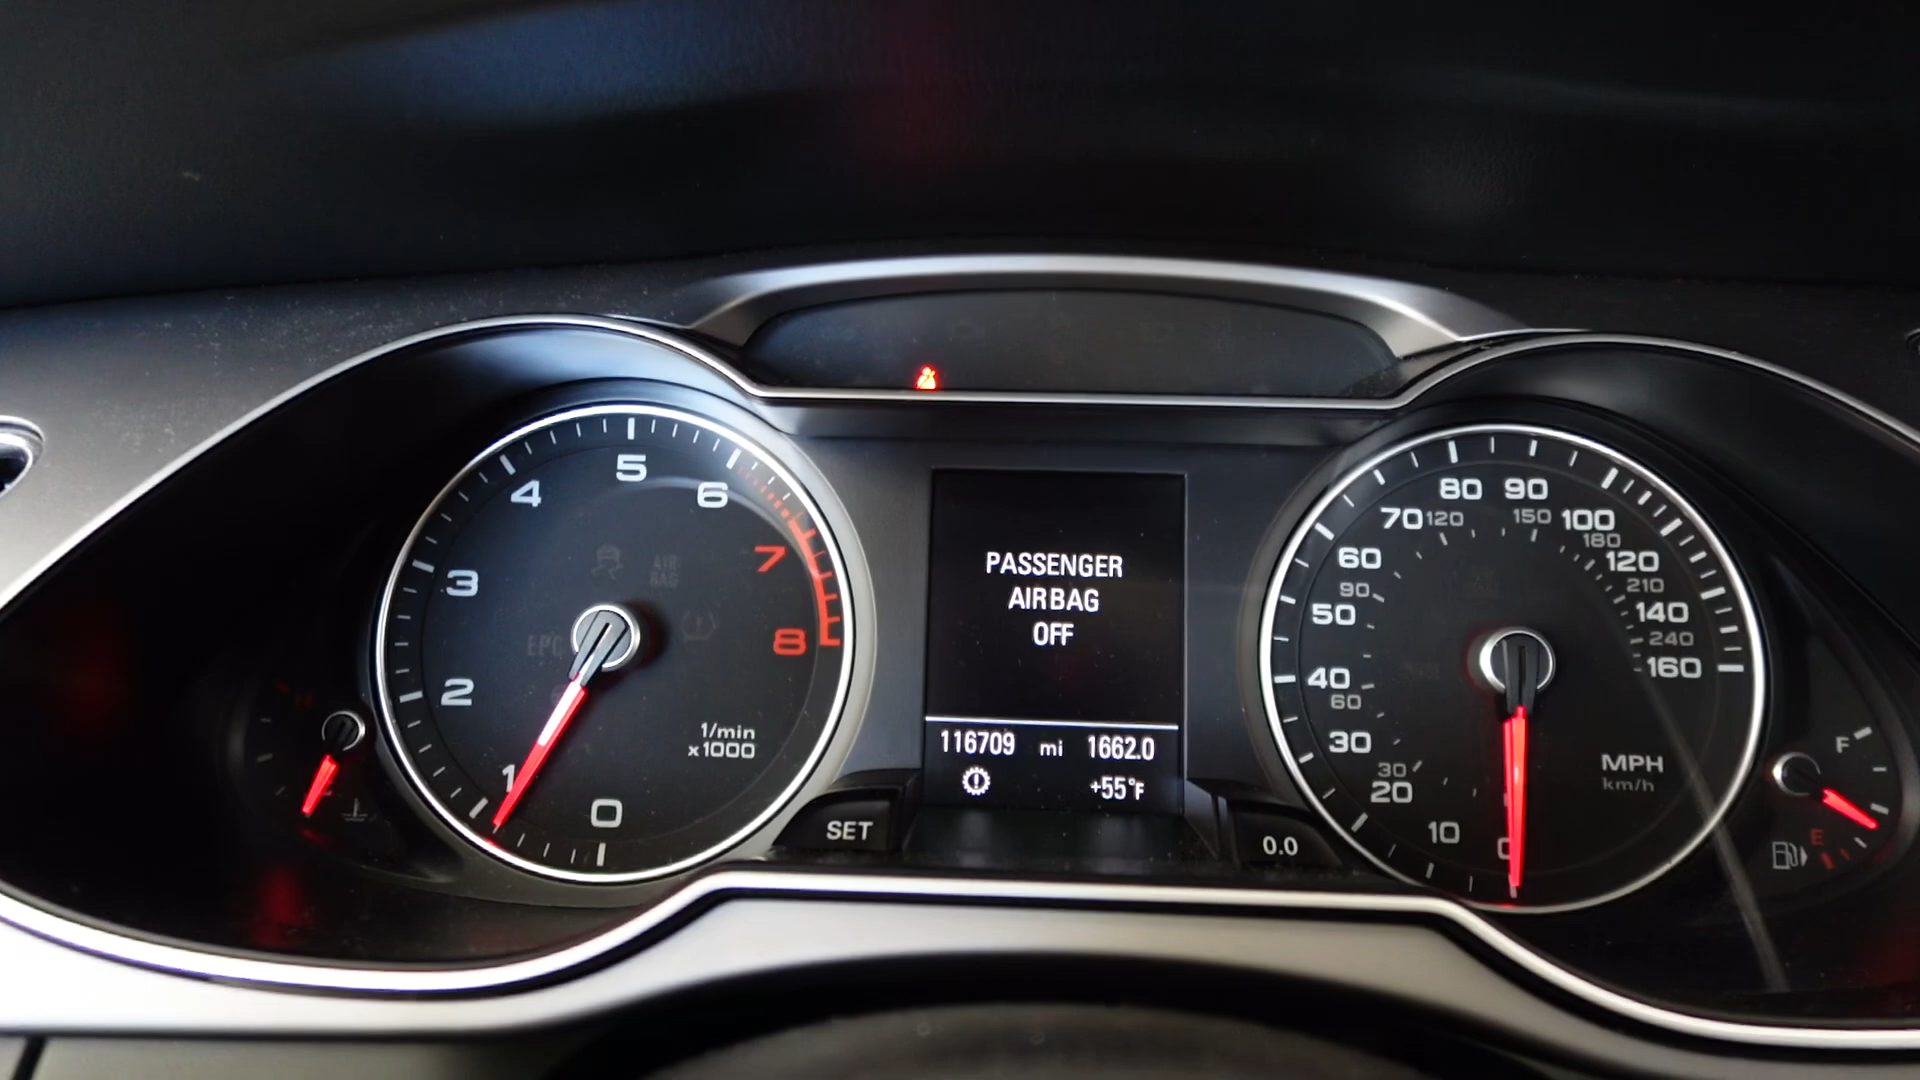 5
4
6
3
7
AIR
BAG
EPC
8
2
1/min
x1000
1
0
PASSENGER
AIRBAG
OFF
116709 mi 1662.0
+55°F
SET
0.0
80 90
70 120 150 100
180
60 120
90 210
50 140
240
40 160
60
30 MPH
30 km/h
20
10
0
F
E